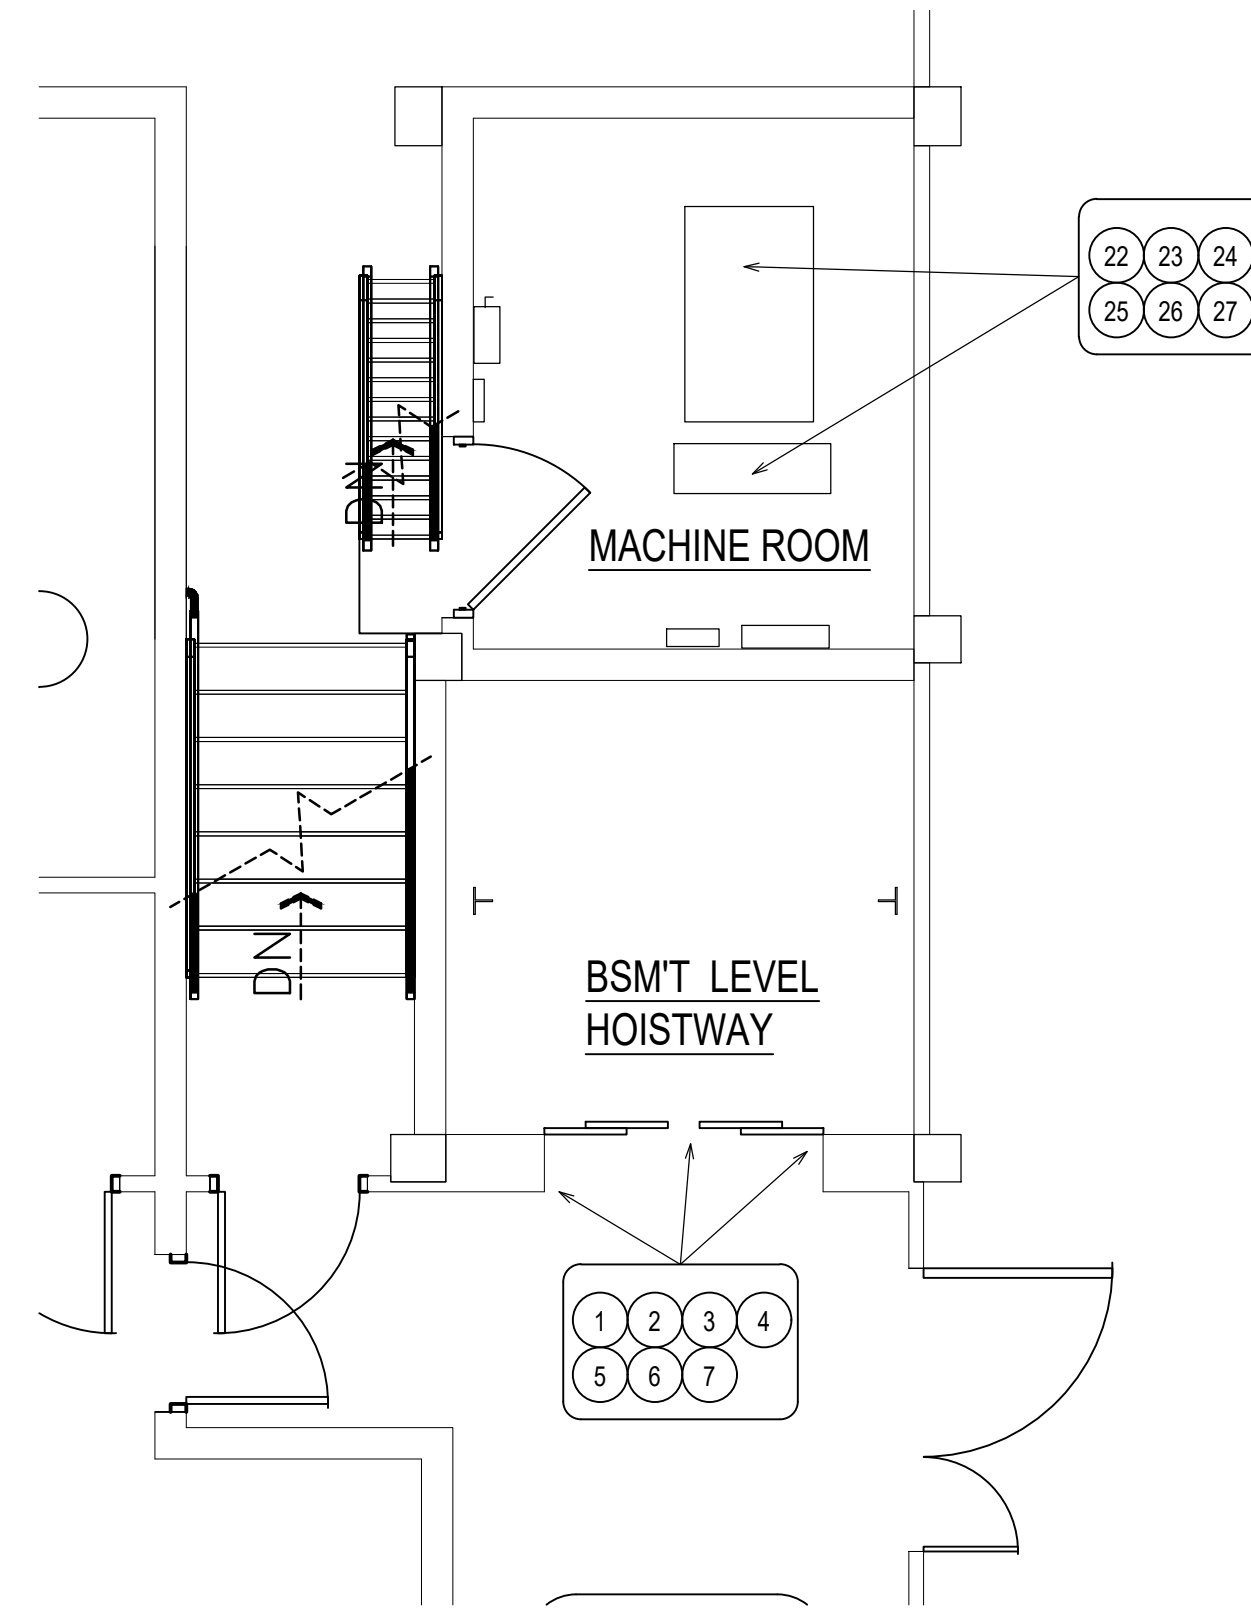 22 23 24
25 26 27
DN
MACHINE ROOM
DN
BSM'T LEVEL
HOISTWAY
1 2 3 4
5 6 7